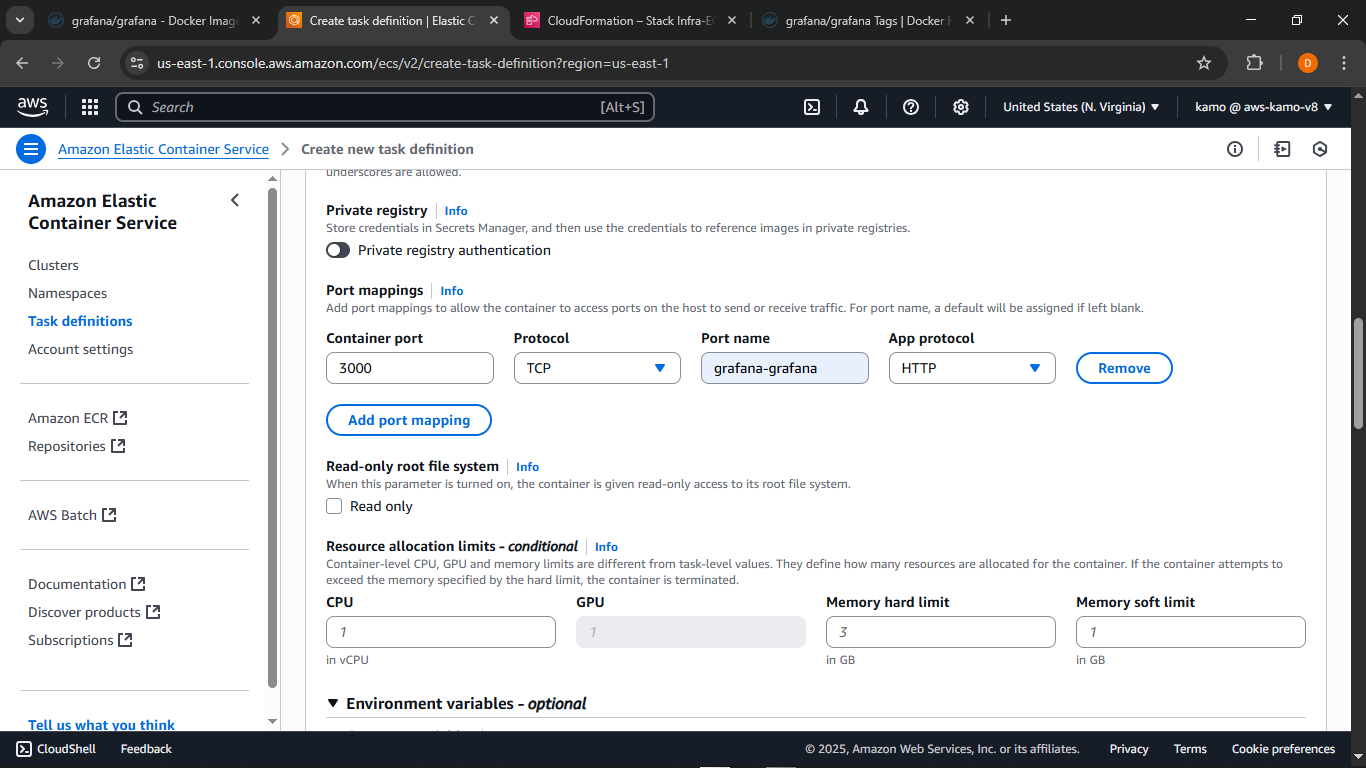 grafana/grafana - Docker Imag
Create task definition | Elastic C
CloudFormation – Stack Infra-E
grafana/grafana Tags | Docker H
us-east-1.console.aws.amazon.com/ecs/v2/create-task-definition?region=us-east-1
D
aws
Search
[Alt+S]
United States (N. Virginia)
kamo @ aws-kamo-v8
Amazon Elastic Container Service
Create new task definition
Amazon Elastic
Container Service
Clusters
Namespaces
Task definitions
Account settings
Amazon ECR
Repositories
AWS Batch
Documentation
Discover products
Subscriptions
Tell us what you think
underscores are allowed.
Private registry
Info
Store credentials in Secrets Manager, and then use the credentials to reference images in private registries.
Private registry authentication
Port mappings
Info
Add port mappings to allow the container to access ports on the host to send or receive traffic. For port name, a default will be assigned if left blank.
Container port
Protocol
Port name
App protocol
3000
TCP
grafana-grafana
HTTP
Remove
Add port mapping
Read-only root file system
Info
When this parameter is turned on, the container is given read-only access to its root file system.
Read only
Resource allocation limits - conditional
Info
Container-level CPU, GPU and memory limits are different from task-level values. They define how many resources are allocated for the container. If the container attempts to
exceed the memory specified by the hard limit, the container is terminated.
CPU
GPU
Memory hard limit
Memory soft limit
1
1
3
1
in vCPU
in GB
in GB
Environment variables - optional
CloudShell
Feedback
© 2025, Amazon Web Services, Inc. or its affiliates.
Privacy
Terms
Cookie preferences